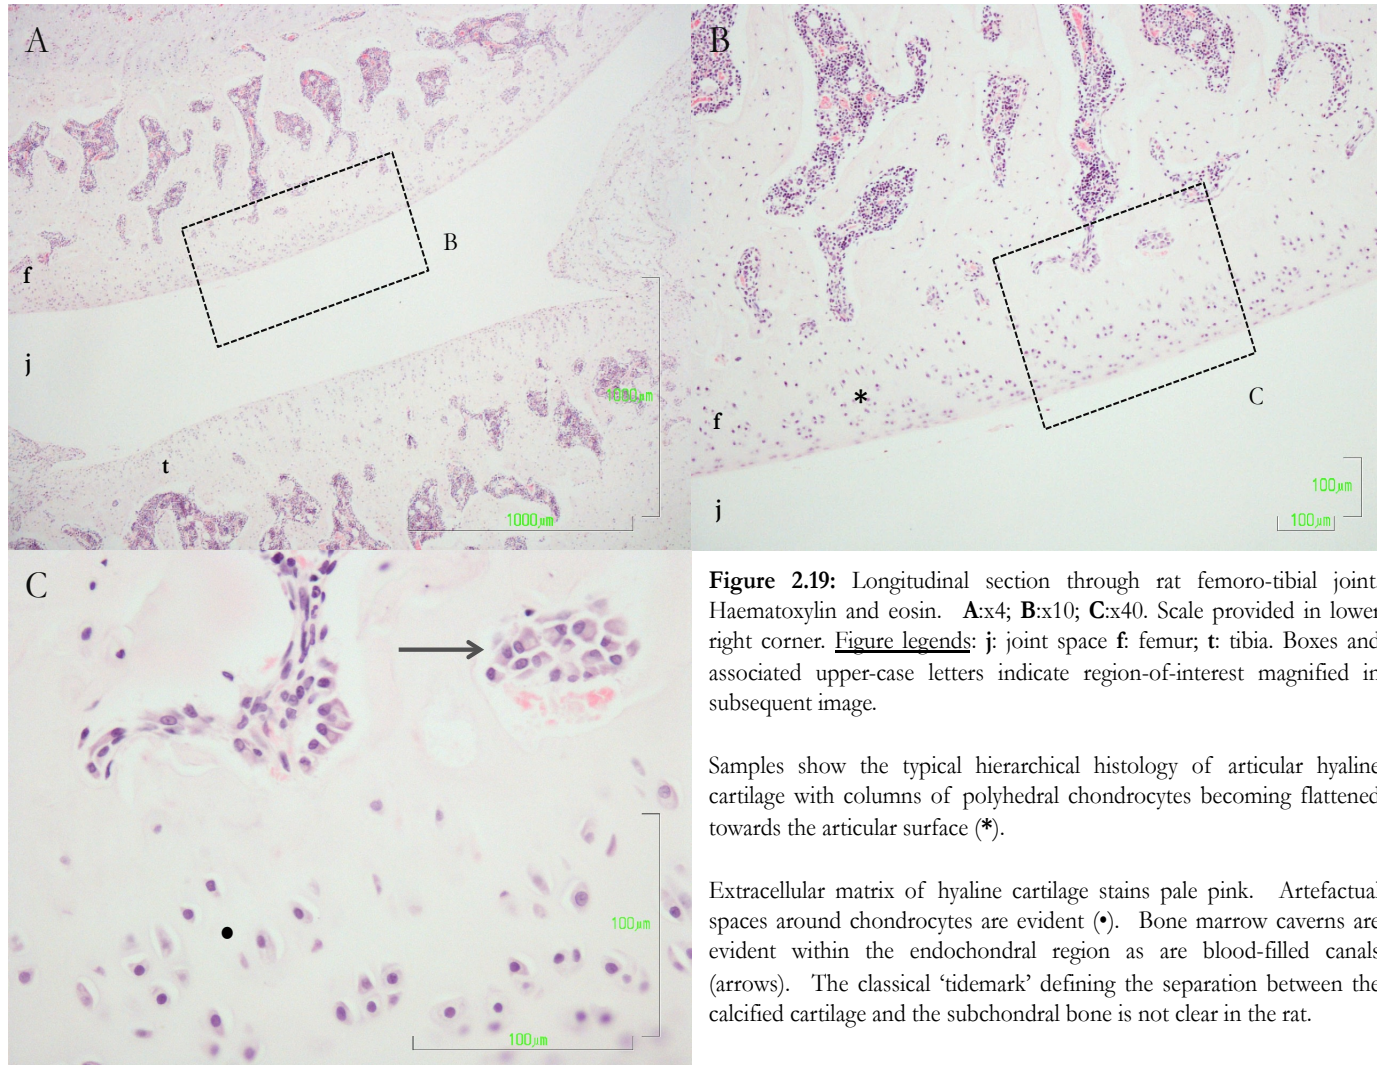 A
B
f
j
t
1000μm
1000μm
B
C
*
f
j
100μm
100μm
C
•
100μm
100μm
Figure 2.19: Longitudinal section through rat femoro-tibial joint.
Haematoxylin and eosin. A:x4; B:x10; C:x40. Scale provided in lower
right corner. Figure legends: j: joint space f: femur; t: tibia. Boxes and
associated upper-case letters indicate region-of-interest magnified in
subsequent image.
Samples show the typical hierarchical histology of articular hyaline
cartilage with columns of polyhedral chondrocytes becoming flattened
towards the articular surface (*).
Extracellular matrix of hyaline cartilage stains pale pink. Artefactual
spaces around chondrocytes are evident (•). Bone marrow caverns are
evident within the endochondral region as are blood-filled canals
(arrows). The classical ‘tidemark’ defining the separation between the
calcified cartilage and the subchondral bone is not clear in the rat.